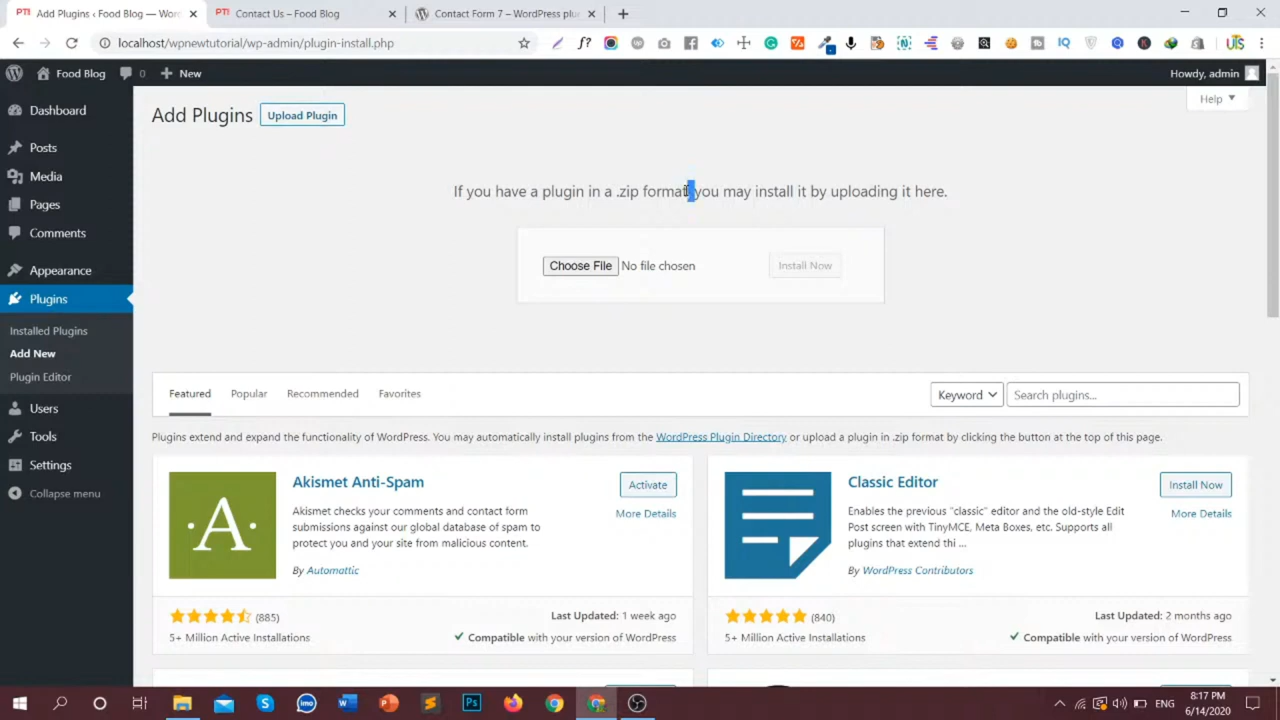 PT! Add Plugins ‹ Food Blog — Worc
PT! Contact Us – Food Blog
Contact Form 7 – WordPress plu
localhost/wpnewtutorial/wp-admin/plugin-install.php
Food Blog
0
New
Howdy, admin
Help
Dashboard
Posts
Media
Pages
Comments
Appearance
Plugins
Installed Plugins
Add New
Plugin Editor
Users
Tools
Settings
Collapse menu
Add Plugins
Upload Plugin
If you have a plugin in a .zip format, you may install it by uploading it here.
Choose File No file chosen
Install Now
Featured Popular Recommended Favorites
Keyword
Search plugins...
Plugins extend and expand the functionality of WordPress. You may automatically install plugins from the WordPress Plugin Directory or upload a plugin in .zip format by clicking the button at the top of this page.
Akismet Anti-Spam
Activate
More Details
Akismet checks your comments and contact
form submissions against our global database of spam to
protect you and your site from malicious content.
By Automattic
(885)
5+ Million Active Installations
Last Updated: 1 week ago
Compatible with your version of WordPress
Classic Editor
Install Now
More Details
Enables the previous "classic" editor and the old-style Edit
Post screen with TinyMCE, Meta Boxes, etc. Supports all
plugins that extend thi ...
By WordPress Contributors
(840)
5+ Million Active Installations
Last Updated: 2 months ago
Compatible with your version of WordPress
ENG
8:17 PM
6/14/2020